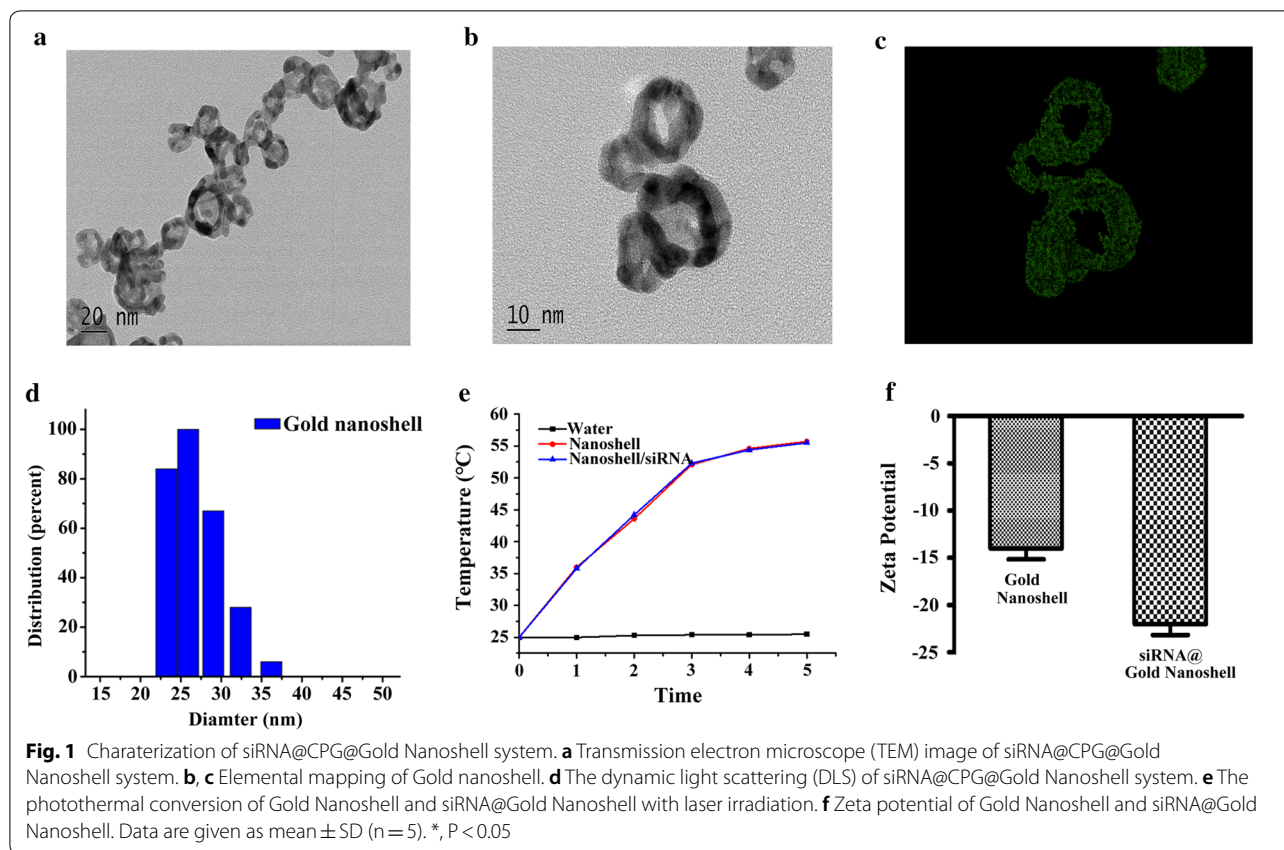 a
b
c
20 nm
10 nm
d
Distribution (percent)
100
80
60
40
20
0
Gold nanoshell
15 20 25 30 35 40 45 50
Diamter (nm)
e
Temperature (°C)
60
55
50
45
40
35
30
25
Water
Nanoshell
Nanoshell/siRNA
0 1 2 3 4 5
Time
f
Zeta Potential
0
-5
-10
-15
-20
-25
Gold
Nanoshell
siRNA@
Gold Nanoshell
Fig. 1 Charaterization of siRNA@CPG@Gold Nanoshell system. a Transmission electron microscope (TEM) image of siRNA@CPG@Gold
Nanoshell system. b, c Elemental mapping of Gold nanoshell. d The dynamic light scattering (DLS) of siRNA@CPG@Gold Nanoshell system. e The
photothermal conversion of Gold Nanoshell and siRNA@Gold Nanoshell with laser irradiation. f Zeta potential of Gold Nanoshell and siRNA@Gold
Nanoshell. Data are given as mean ± SD (n = 5). *, P < 0.05